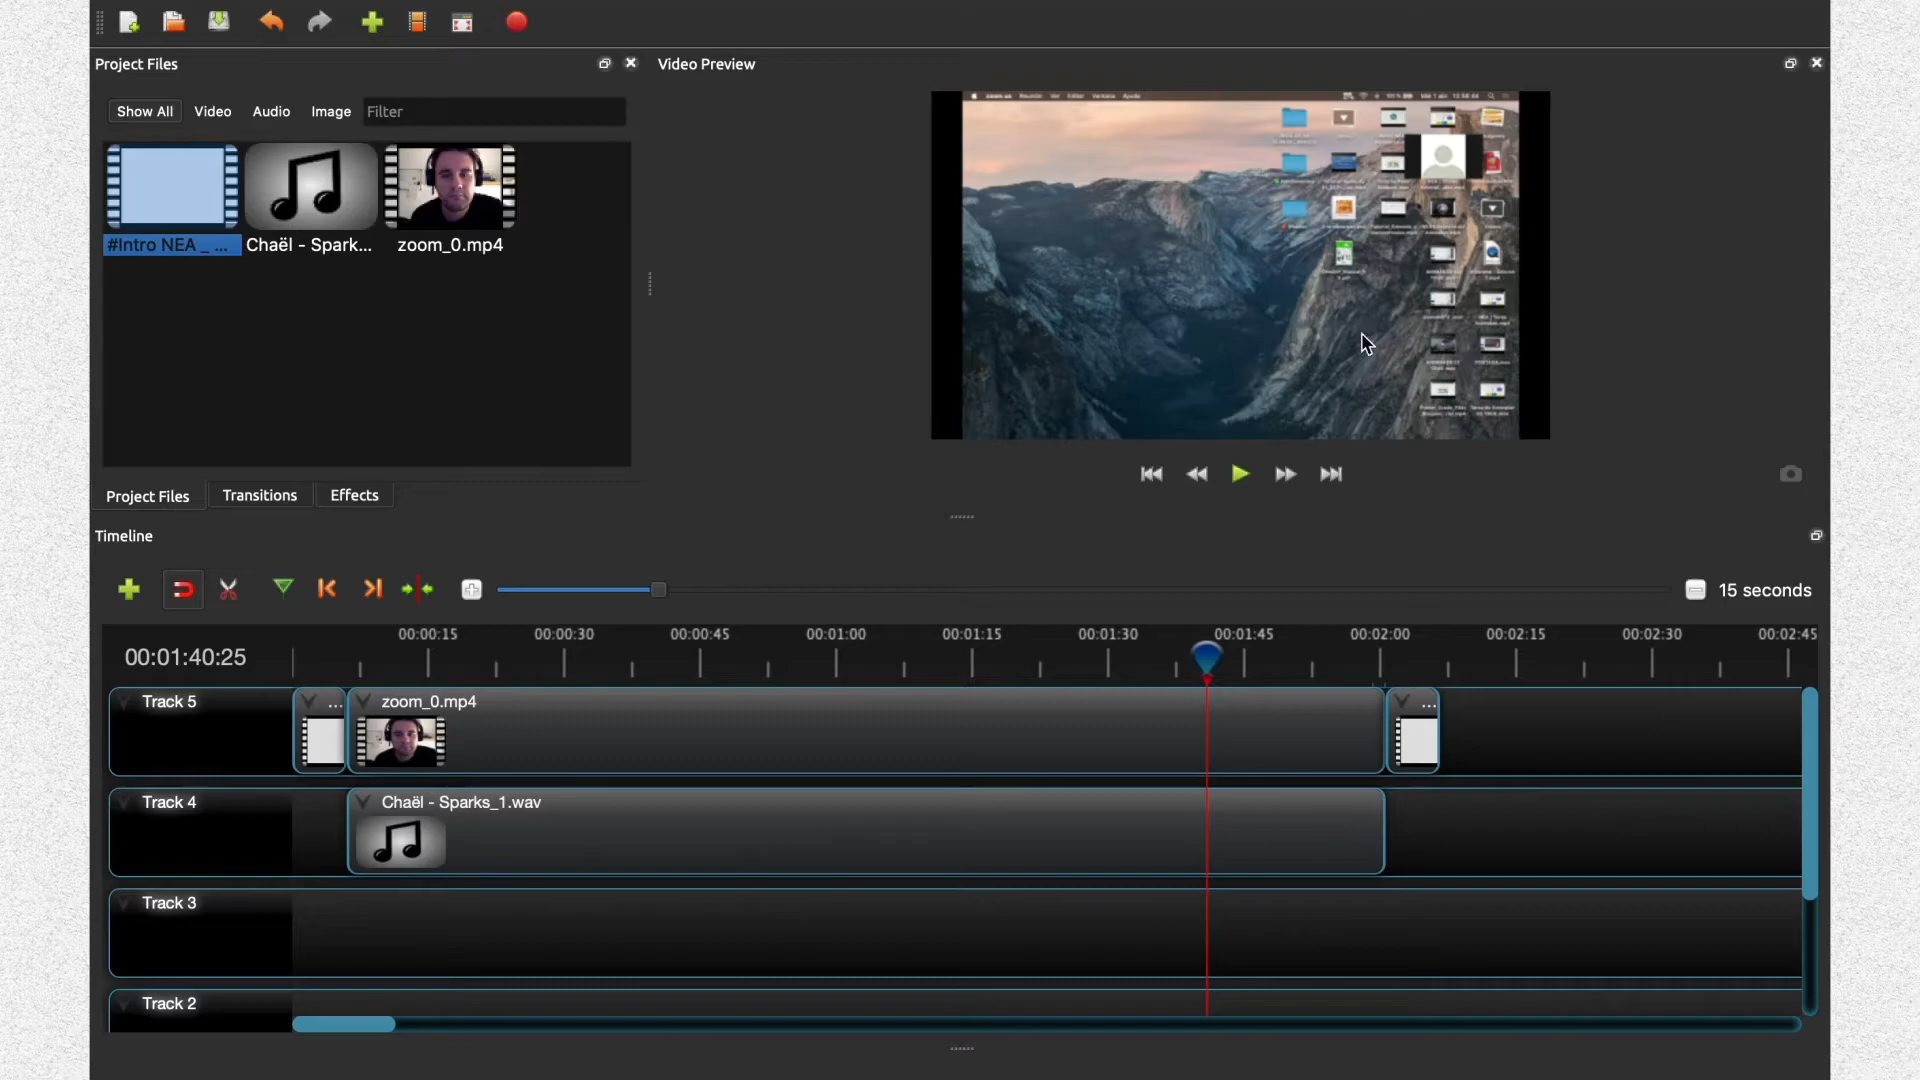 Project Files
Video Preview
Show All Video Audio Image Filter
#Intro NEA _ ...
Chaël - Spark...
zoom_0.mp4
Project Files Transitions Effects
Timeline
15 seconds
00:01:40:25
00:00:15 00:00:30 00:00:45 00:01:00 00:01:15 00:01:30 00:01:45 00:02:00 00:02:15 00:02:30 00:02:45
Track 5
...
zoom_0.mp4
...
Track 4
Chaël - Sparks_1.wav
Track 3
Track 2